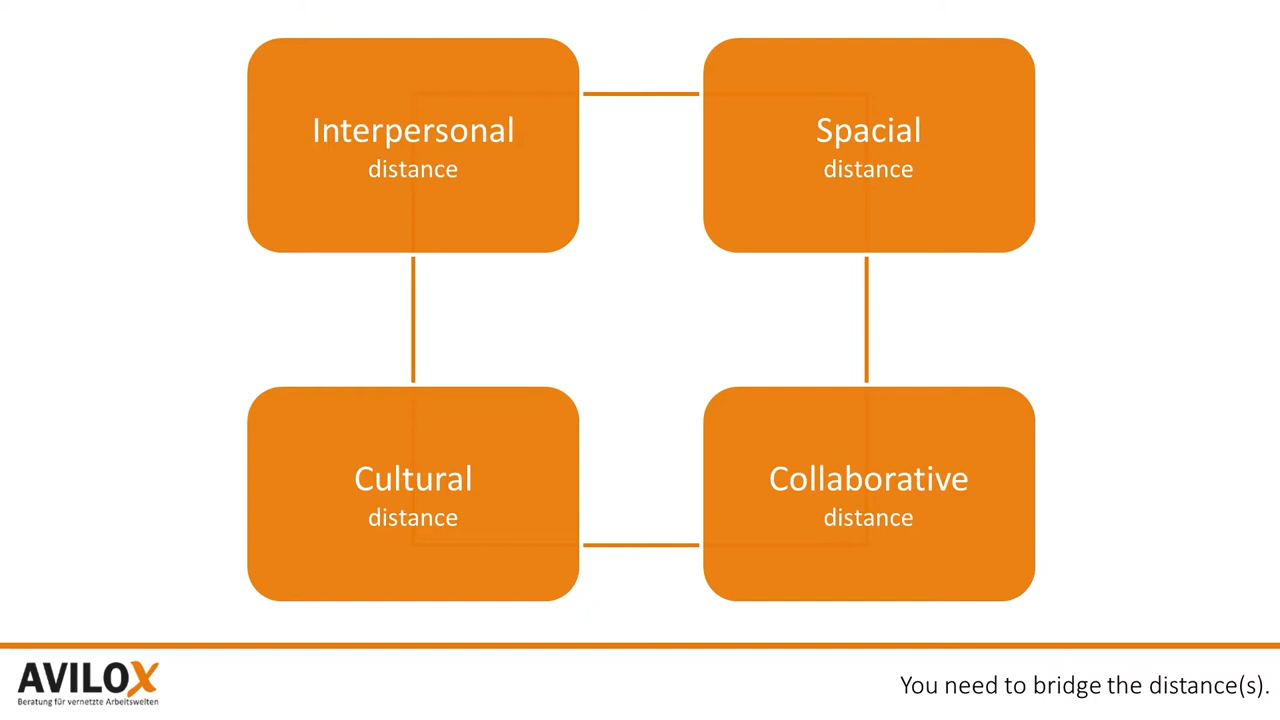 Interpersonal
distance
Spacial
distance
Cultural
distance
Collaborative
distance
AVILOX
Beratung für vernetzte Arbeitswelten
You need to bridge the distance(s).